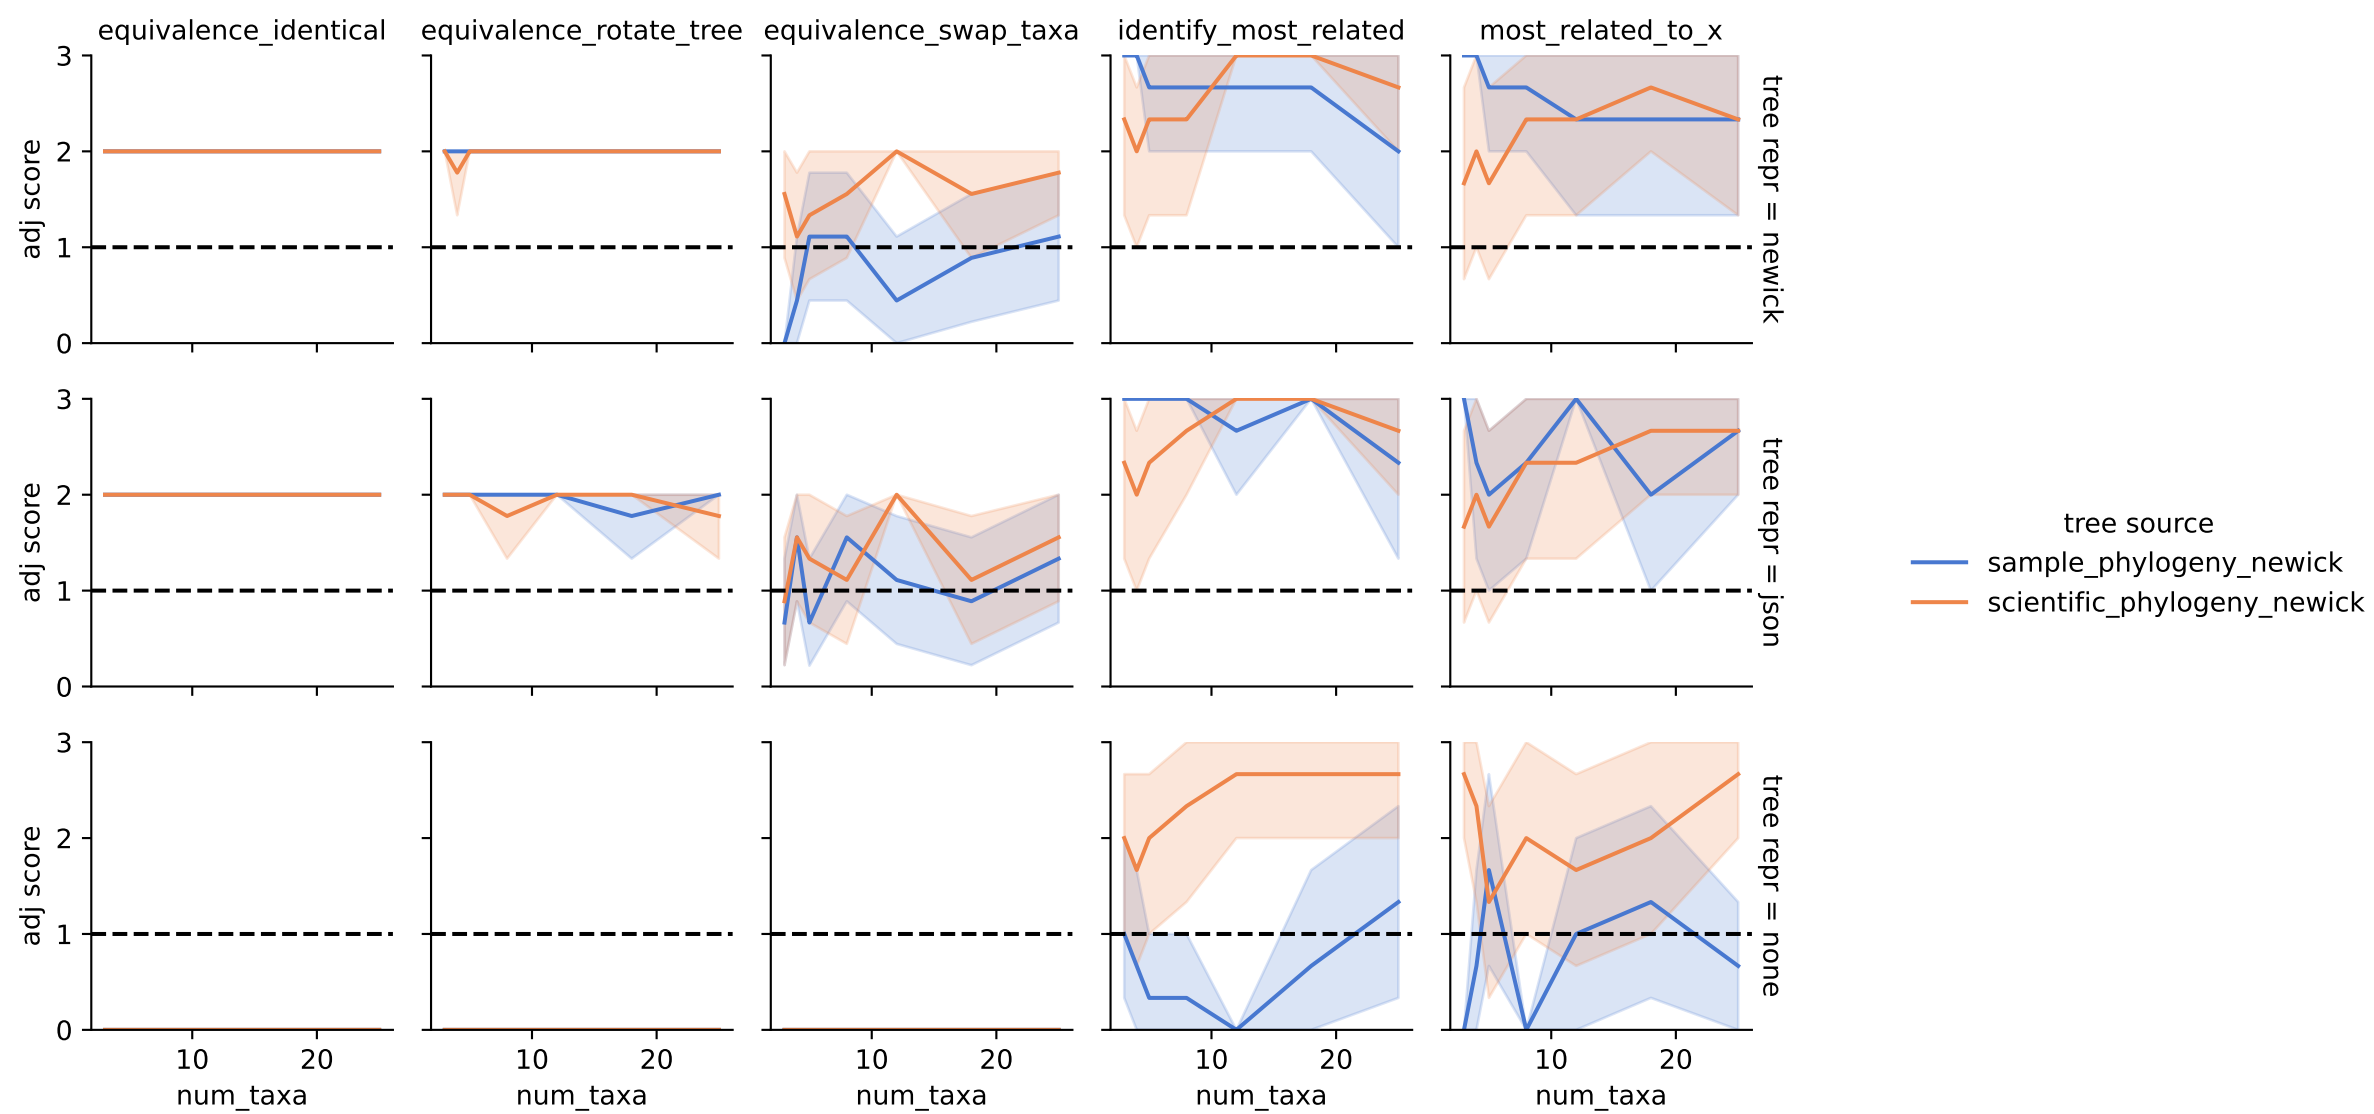 equivalence_identical
equivalence_rotate_tree
equivalence_swap_taxa
identify_most_related
most_related_to_x
3
2
1
0
adj score
tree repr = newick
3
2
1
0
adj score
tree repr = json
tree source
sample_phylogeny_newick
scientific_phylogeny_newick
3
2
1
0
adj score
tree repr = none
10 20
10 20
10 20
10 20
10 20
num_taxa
num_taxa
num_taxa
num_taxa
num_taxa